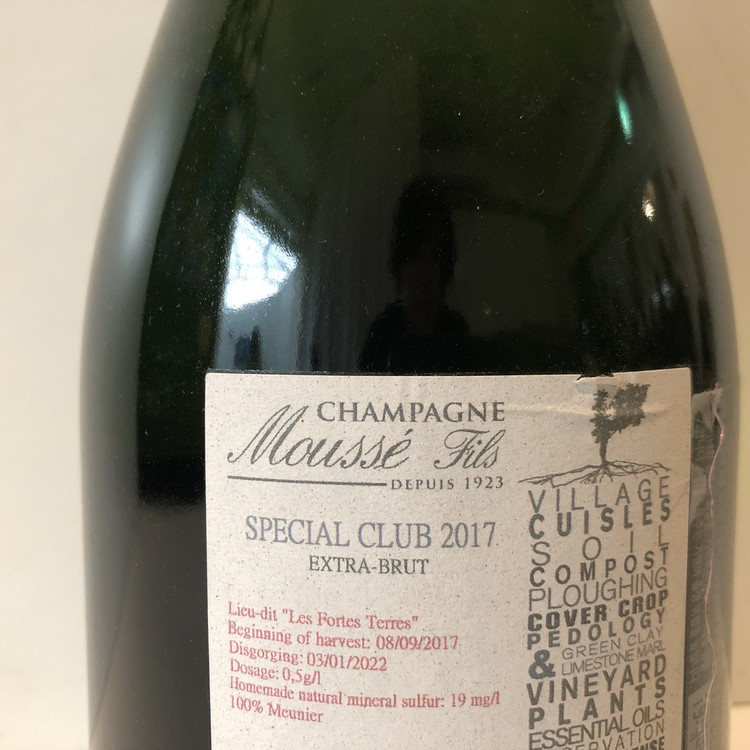 CHAMPAGNE
Moussé Fils
DEPUIS 1923
SPECIAL CLUB 2017
EXTRA-BRUT
Lieu-dit "Les Fortes Terres"
Beginning of harvest: 08/09/2017
Disgorging: 03/01/2022
Dosage: 0,5g/l
Homemade natural mineral sulfur: 19 mg/l
100% Meunier
VILLAGE
CUISLES
SOIL
COMPOST
PLOUGHING
COVER CROP
PEDOLOGY
& GREEN CLAY
LIMESTONE MARL
VINEYARD
PLANTS
ESSENTIAL OILS